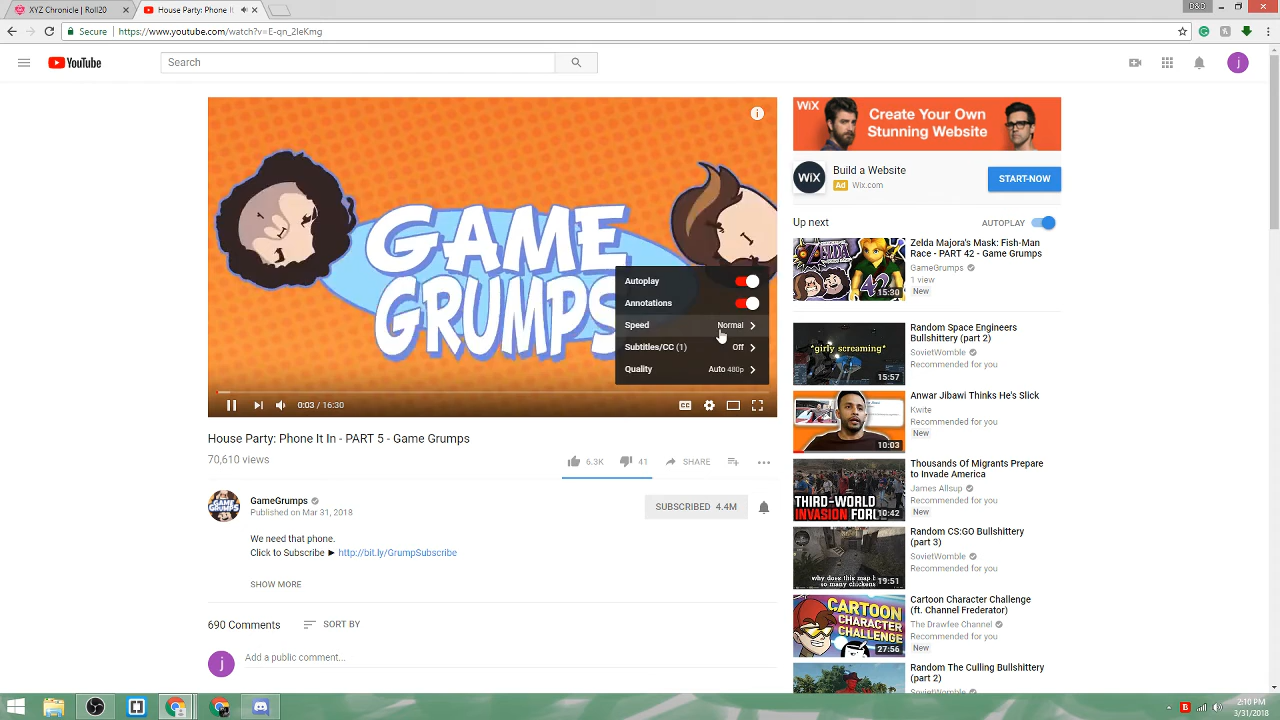 XYZ Chronicle | Roll20
House Party: Phone It I
Secure
https://www.youtube.com/watch?v=E-qn_2IeKmg
YouTube
Search
j
GAME
GRUMPS
Autoplay
Annotations
Speed Normal
Subtitles/CC (1) Off
Quality Auto 480p
0:03 / 16:30
CC
House Party: Phone It In - PART 5 - Game Grumps
70,610 views
6.3K 41 SHARE
GameGrumps
Published on Mar 31, 2018
SUBSCRIBED 4.4M
We need that phone.
Click to Subscribe ► http://bit.ly/GrumpSubscribe
SHOW MORE
690 Comments
SORT BY
j
Add a public comment...
WiX
Create Your Own
Stunning Website
WiX
Build a Website
Ad Wix.com
START-NOW
Up next
AUTOPLAY
42
15:30
Zelda Majora's Mask: Fish-Man
Race - PART 42 - Game Grumps
GameGrumps
1 view
New
*girly screaming*
15:57
Random Space Engineers
Bullshittery (part 2)
SovietWomble
Recommended for you
10:03
Anwar Jibawi Thinks He's Slick
Kwite
Recommended for you
New
THIRD-WORLD
INVASION FOR
10:42
Thousands Of Migrants Prepare
to Invade America
James Allsup
Recommended for you
New
why does this map h
so many chickens
19:51
Random CS:GO Bullshittery
(part 3)
SovietWomble
Recommended for you
CARTOON
CHARACTER
CHALLENGE
27:56
Cartoon Character Challenge
(ft. Channel Frederator)
The Drawfee Channel
Recommended for you
New
Random The Culling Bullshittery
(part 2)
SovietWomble
2:10 PM
3/31/2018